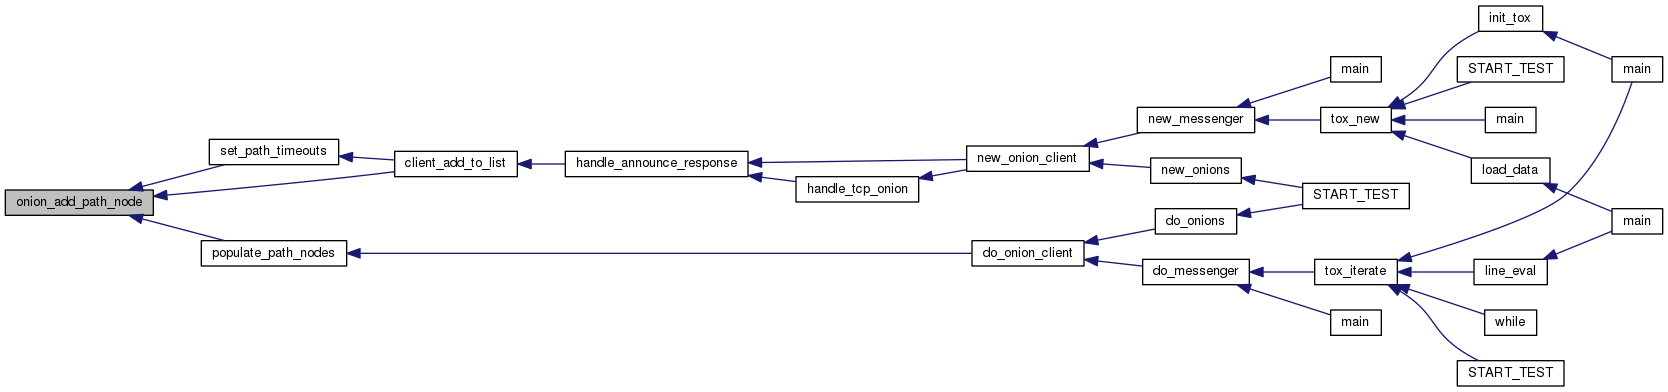 init_tox
main
START_TEST
main
new_messenger
tox_new
main
set_path_timeouts
client_add_to_list
handle_announce_response
new_onion_client
new_onions
load_data
handle_tcp_onion
START_TEST
onion_add_path_node
do_onions
main
populate_path_nodes
do_onion_client
do_messenger
tox_iterate
line_eval
main
while
START_TEST